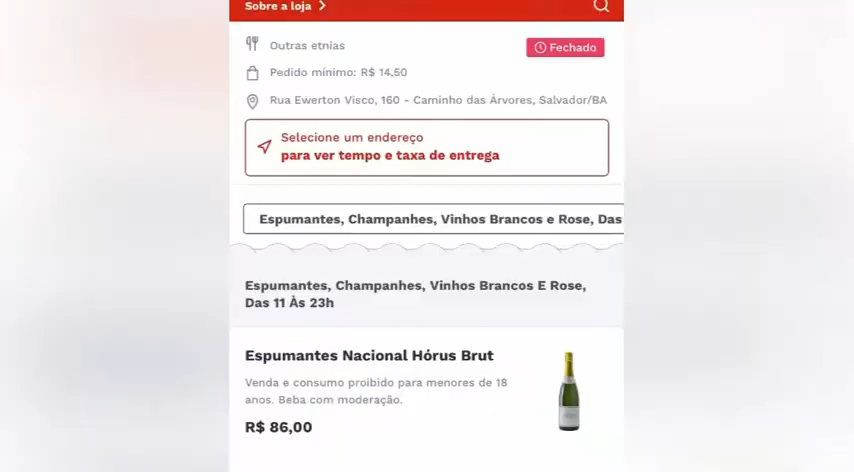 Sobre a loja
Outras etnias
Fechado
Pedido mínimo: R$ 14,50
Rua Ewerton Visco, 160 - Caminho das Árvores, Salvador/BA
Selecione um endereço
para ver tempo e taxa de entrega
Espumantes, Champanhes, Vinhos Brancos e Rose, Das
Espumantes, Champanhes, Vinhos Brancos E Rose,
Das 11 Às 23h
Espumantes Nacional Hórus Brut
Venda e consumo proibido para menores de 18
anos. Beba com moderação.
R$ 86,00